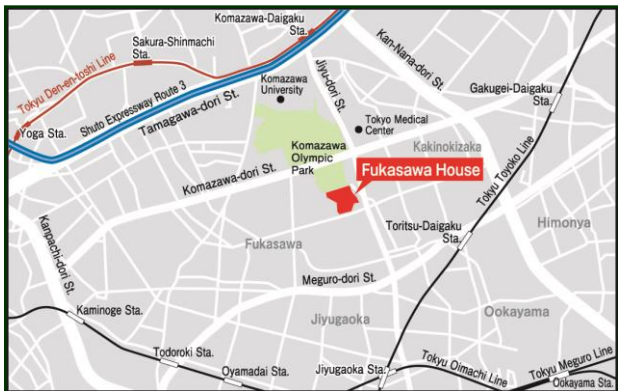 Komazawa-Daigaku
Sta.
Sakura-Shinmachi
Sta.
Kan-Nana-dori St.
Tokyu Den-en-toshi Line
Jiyu-dori St.
Komazawa
University
Gakugei-Daigaku
Sta.
Shuto Expressway Route 3
Tamagawa-dori St.
Yoga Sta.
Tokyo Medical
Center
Komazawa
Olympic
Park
Kakinokizaka
Tokyu Toyoko Line
Fukasawa House
Komazawa-dori St.
Kanpachi-dori St.
Toritsu-Daigaku
Sta.
Himonya
Fukasawa
Meguro-dori St.
Kaminoge Sta.
Jiyugaoka
Ookayama
Todoroki Sta.
Oyamadai Sta.
Jiyugaoka Sta.
Tokyu Oimachi Line
Tokyu Meguro Line
Ookayama Sta.